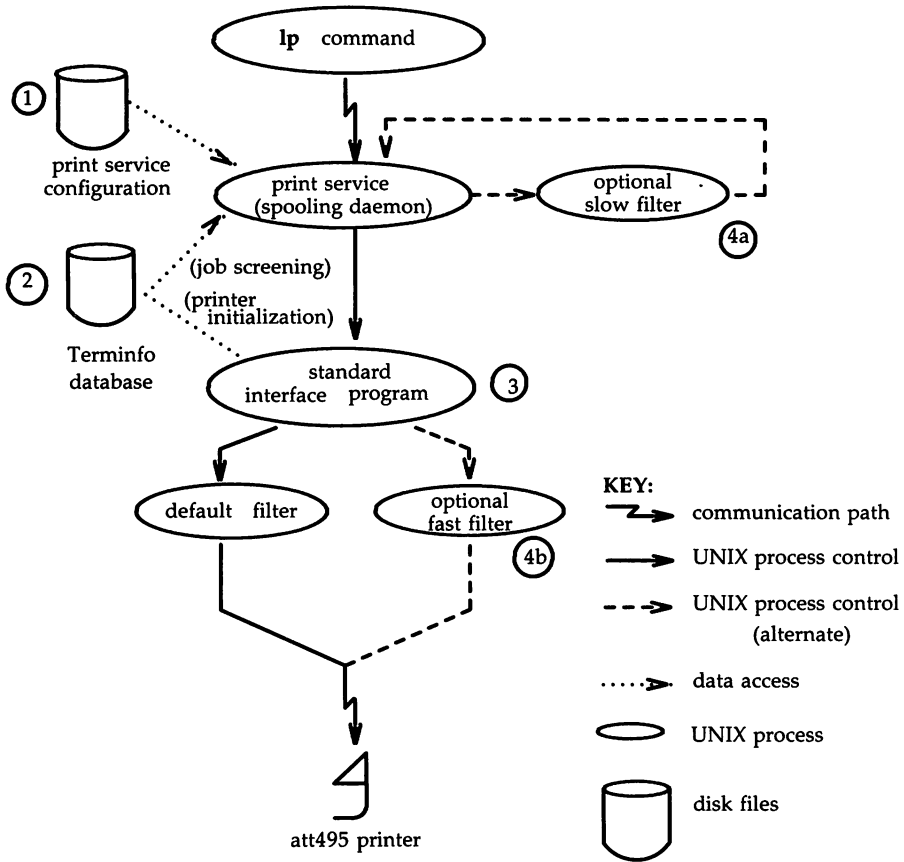 lp command
1
print service
configuration
print service
(spooling daemon)
optional
slow filter
4a
2
(job screening)
(printer
initialization)
Terminfo
database
standard
interface program
3
default filter
optional
fast filter
4b
att495 printer
KEY:
communication path
UNIX process control
UNIX process control
(alternate)
data access
UNIX process
disk files